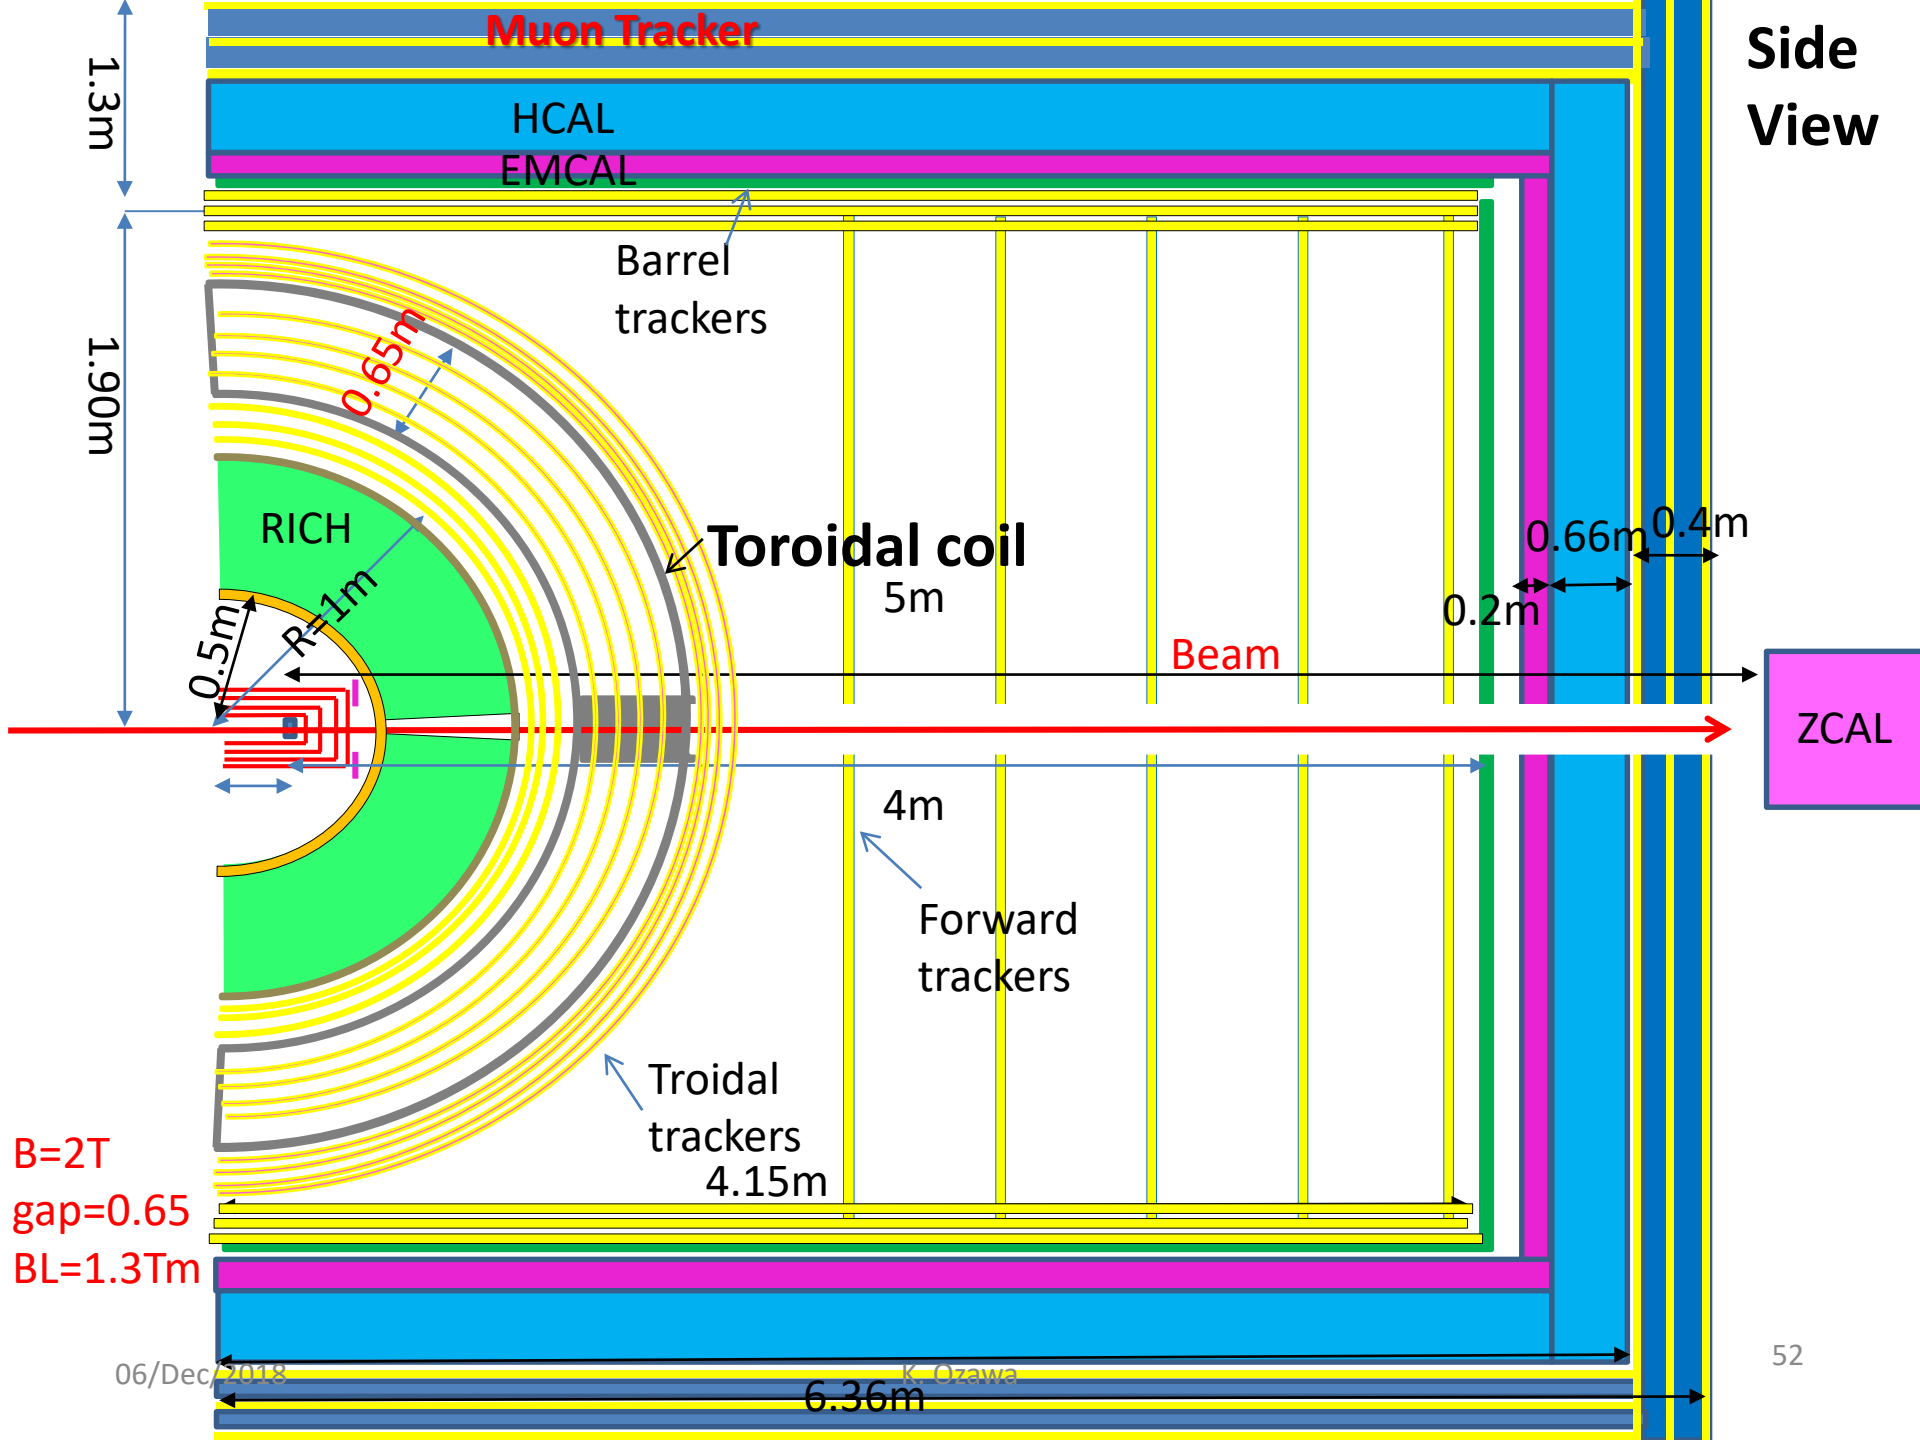 Muon Tracker
Side
View
1.3m
HCAL
EMCAL
Barrel
trackers
1.90m
0.65m
RICH
Toroidal coil
0.66m
0.4m
5m
0.2m
R=1m
0.5m
Beam
ZCAL
4m
Forward
trackers
Troidal
trackers
4.15m
B=2T
gap=0.65
BL=1.3Tm
06/Dec/2018
K. Ozawa
52
6.36m